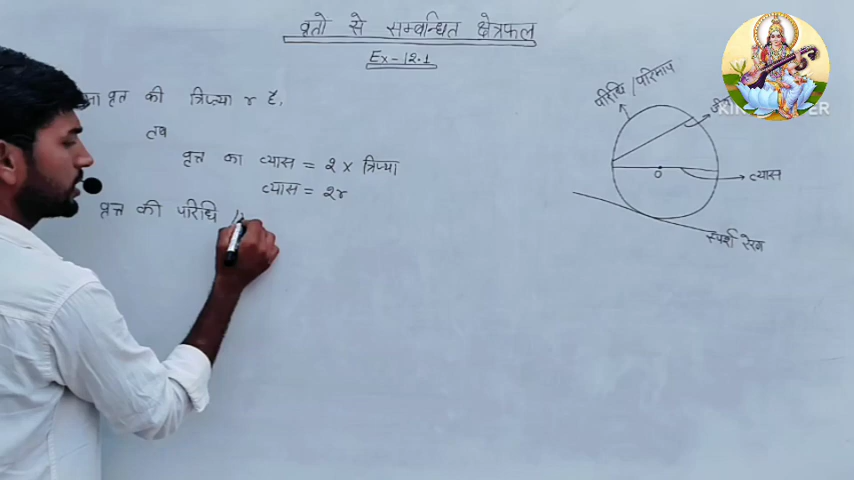 वृतो से सम्बन्धित क्षेत्रफल
Ex-12.1
वृत्त की त्रिज्या r है,
तब
वृत्त का व्यास = 2 x त्रिज्या
व्यास = 2r
वृत्त की परिधि /
परिधि / परिमाप
व्यास
O
स्पर्श रेखा